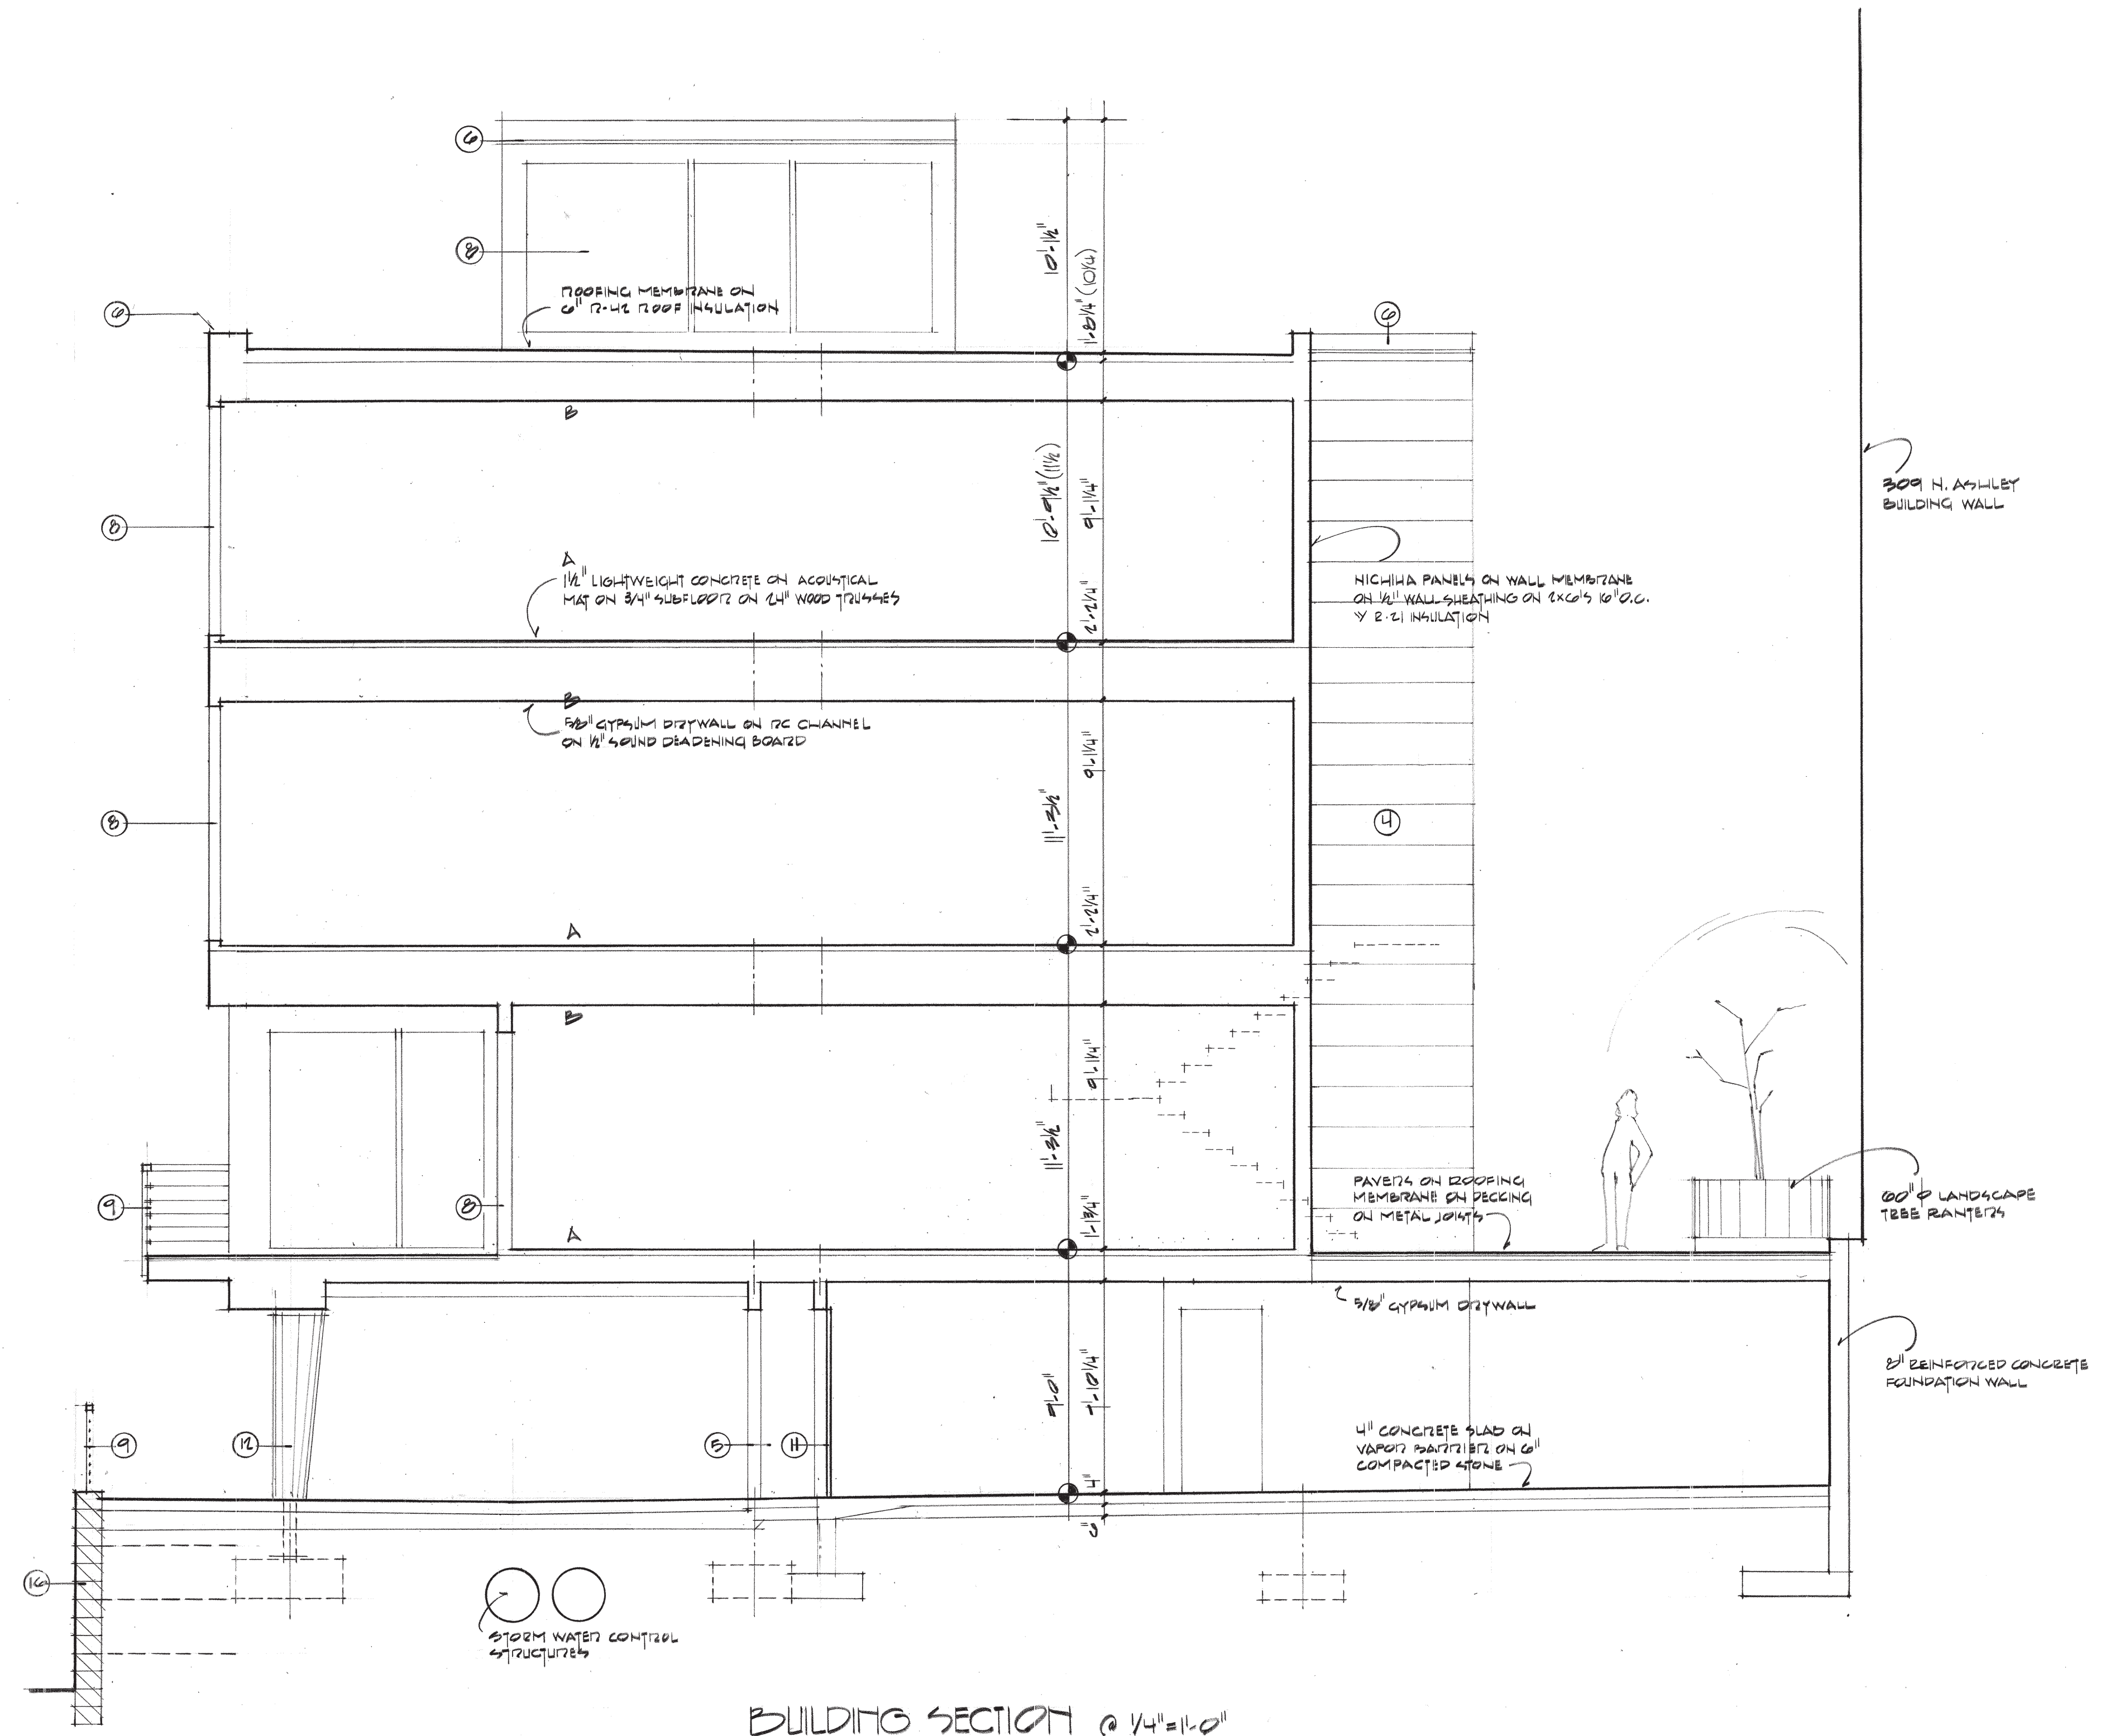 6
8
ROOFING MEMBRANE ON
6" R-42 ROOF INSULATION
10'-1½"
1'-8¼" (10¼)
6
6
B
8
10'-9½" (11½)
9'-1¼"
309 N. ASHLEY
BUILDING WALL
A
1½" LIGHTWEIGHT CONCRETE ON ACOUSTICAL
MAT ON 3/4" SUBFLOOR ON 24" WOOD TRUSSES
2'-2¼"
NICHIHA PANELS ON WALL MEMBRANE
ON ½" WALL SHEATHING ON 2X6'S 16" O.C.
W/ R-21 INSULATION
B
5/8" GYPSUM DRYWALL ON RC CHANNEL
ON ½" SOUND DEADENING BOARD
9'-1¼"
8
11'-3½"
4
A
2'-2¼"
B
9'-1¼"
11'-3½"
9
8
A
1'-1¾"
PAVERS ON ROOFING
MEMBRANE ON DECKING
ON METAL JOISTS
60" Φ LANDSCAPE
TREE PLANTERS
5/8" GYPSUM DRYWALL
9'-0"
7'-10¼"
8" REINFORCED CONCRETE
FOUNDATION WALL
9
12
5
11
4" CONCRETE SLAB ON
VAPOR BARRIER ON 6"
COMPACTED STONE
4"
6"
16
STORM WATER CONTROL
STRUCTURES
BUILDING SECTION @ 1/4"=1'-0"